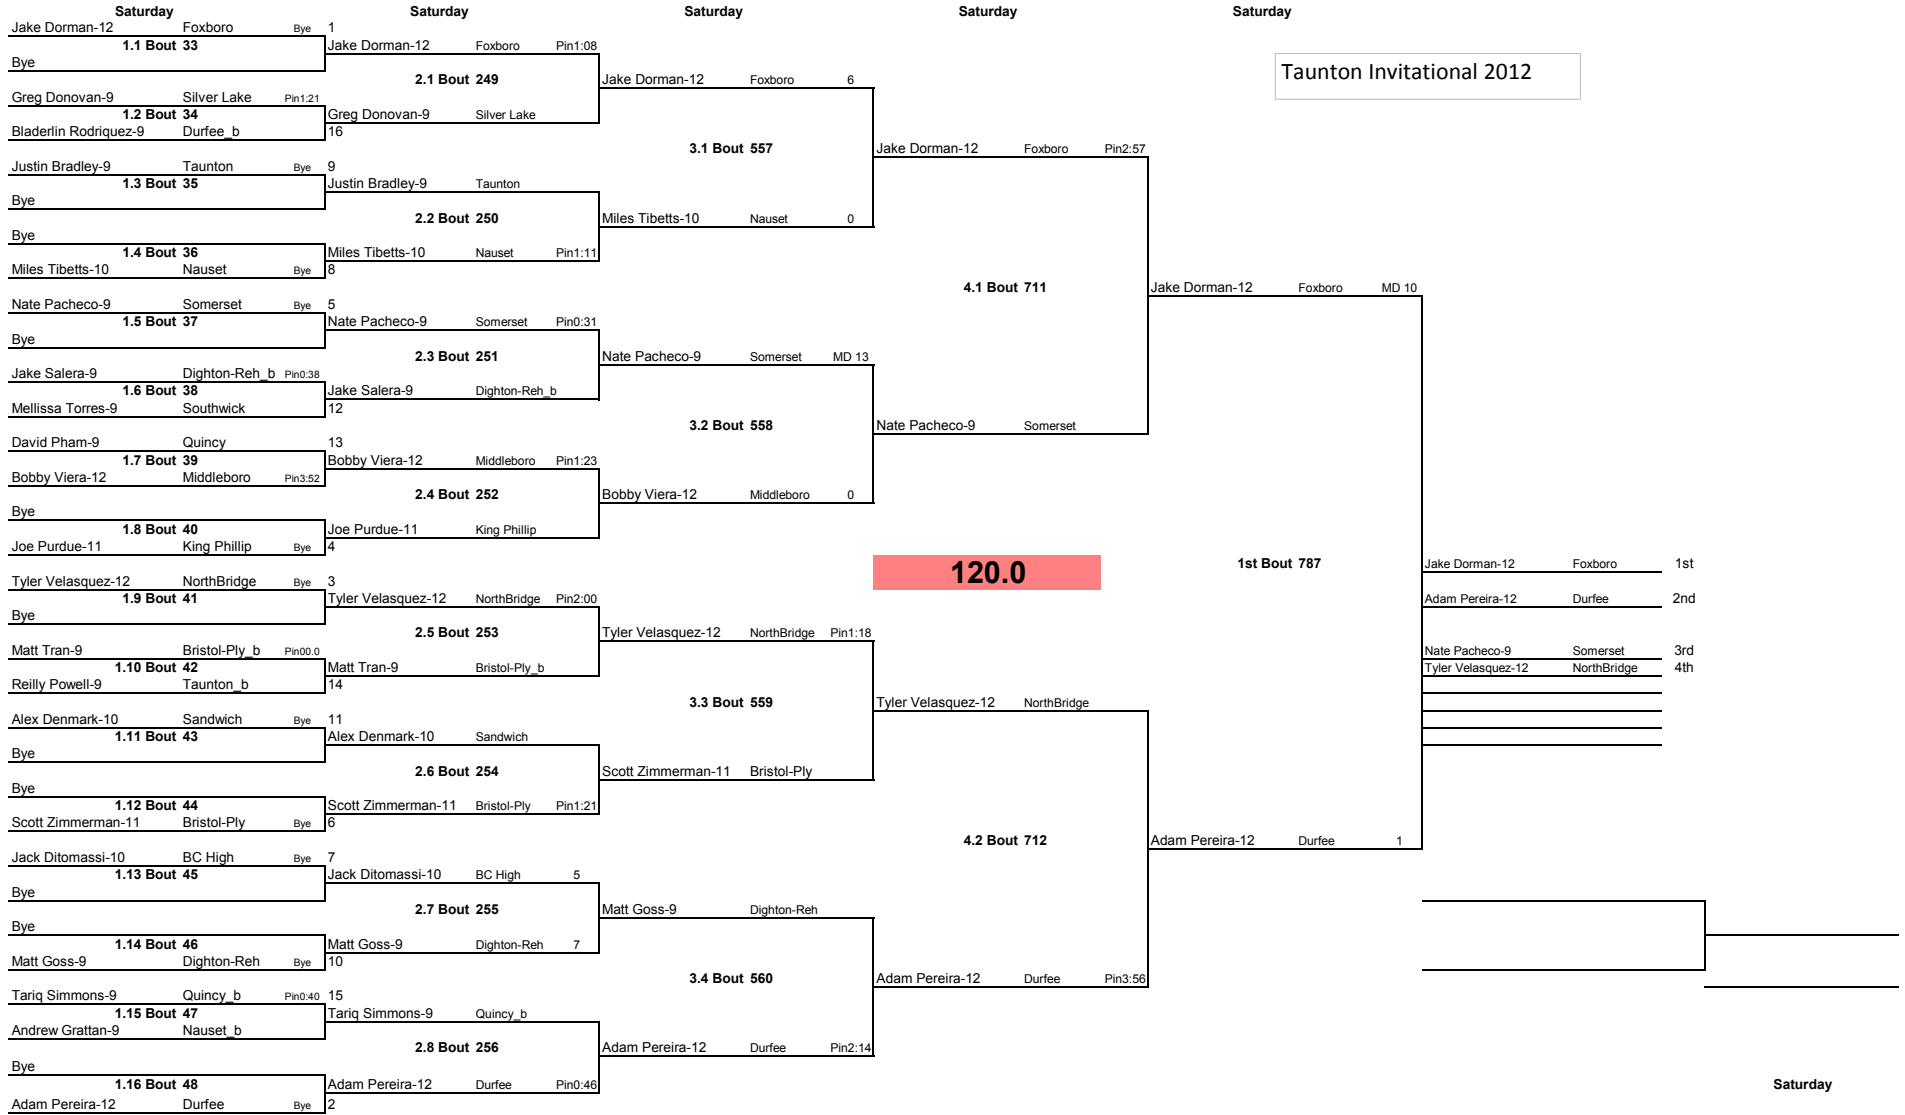 Saturday Saturday Saturday Saturday Saturday
Taunton Invitational 2012
Jake Dorman-12 Foxboro Bye 1
1.1 Bout 33
Bye
Greg Donovan-9 Silver Lake Pin1:21
1.2 Bout 34
Bladerlin Rodriquez-9 Durfee_b 16
Justin Bradley-9 Taunton Bye 9
1.3 Bout 35
Bye
Bye
1.4 Bout 36
Miles Tibetts-10 Nauset Bye 8
Nate Pacheco-9 Somerset Bye 5
1.5 Bout 37
Bye
Jake Salera-9 Dighton-Reh_b Pin0:38
1.6 Bout 38
Mellissa Torres-9 Southwick 12
David Pham-9 Quincy 13
1.7 Bout 39
Bobby Viera-12 Middleboro Pin3:52
Bye
1.8 Bout 40
Joe Purdue-11 King Phillip Bye 4
Tyler Velasquez-12 NorthBridge Bye 3
1.9 Bout 41
Bye
Matt Tran-9 Bristol-Ply_b Pin00.0
1.10 Bout 42
Reilly Powell-9 Taunton_b 14
Alex Denmark-10 Sandwich Bye 11
1.11 Bout 43
Bye
Bye
1.12 Bout 44
Scott Zimmerman-11 Bristol-Ply Bye 6
Jack Ditomassi-10 BC High Bye 7
1.13 Bout 45
Bye
Bye
1.14 Bout 46
Matt Goss-9 Dighton-Reh Bye 10
Tariq Simmons-9 Quincy_b Pin0:40 15
1.15 Bout 47
Andrew Grattan-9 Nauset_b
Bye
1.16 Bout 48
Adam Pereira-12 Durfee Bye 2
Jake Dorman-12 Foxboro Pin1:08
2.1 Bout 249
Greg Donovan-9 Silver Lake
Justin Bradley-9 Taunton
2.2 Bout 250
Miles Tibetts-10 Nauset Pin1:11
Nate Pacheco-9 Somerset Pin0:31
2.3 Bout 251
Jake Salera-9 Dighton-Reh_b
Bobby Viera-12 Middleboro Pin1:23
2.4 Bout 252
Joe Purdue-11 King Phillip
Tyler Velasquez-12 NorthBridge Pin2:00
2.5 Bout 253
Matt Tran-9 Bristol-Ply_b
Alex Denmark-10 Sandwich
2.6 Bout 254
Scott Zimmerman-11 Bristol-Ply Pin1:21
Jack Ditomassi-10 BC High 5
2.7 Bout 255
Matt Goss-9 Dighton-Reh 7
Tariq Simmons-9 Quincy_b
2.8 Bout 256
Adam Pereira-12 Durfee Pin0:46
Jake Dorman-12 Foxboro 6
3.1 Bout 557
Miles Tibetts-10 Nauset 0
Nate Pacheco-9 Somerset MD 13
3.2 Bout 558
Bobby Viera-12 Middleboro 0
Tyler Velasquez-12 NorthBridge Pin1:18
3.3 Bout 559
Scott Zimmerman-11 Bristol-Ply
Matt Goss-9 Dighton-Reh
3.4 Bout 560
Adam Pereira-12 Durfee Pin2:14
Jake Dorman-12 Foxboro Pin2:57
4.1 Bout 711
Nate Pacheco-9 Somerset
120.0
Tyler Velasquez-12 NorthBridge
4.2 Bout 712
Adam Pereira-12 Durfee Pin3:56
Jake Dorman-12 Foxboro MD 10
1st Bout 787
Adam Pereira-12 Durfee 1
Jake Dorman-12 Foxboro 1st
Adam Pereira-12 Durfee 2nd
Nate Pacheco-9 Somerset 3rd
Tyler Velasquez-12 NorthBridge 4th
Saturday